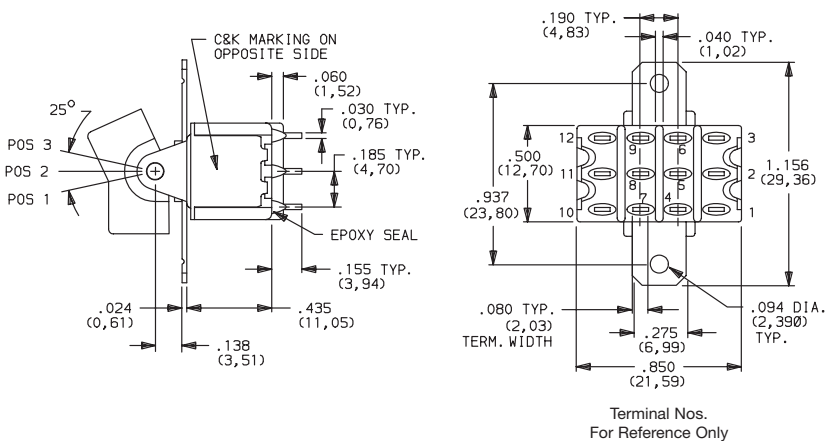 C&K MARKING ON
OPPOSITE SIDE
.060
(1,52)
.030 TYP.
(0,76)
.185 TYP.
(4,70)
25°
POS 3
POS 2
POS 1
EPOXY SEAL
.155 TYP.
(3,94)
.024
(0,61)
.435
(11,05)
.138
(3,51)
.190 TYP.
(4,83)
.040 TYP.
(1,02)
12
9
6
3
.500
(12,70)
11
8
5
2
1.156
(29,36)
.937
(23,80)
10
7
4
1
.080 TYP.
(2,03)
TERM. WIDTH
.275
(6,99)
.094 DIA.
(2,39Ø)
TYP.
.850
(21,59)
Terminal Nos.
For Reference Only